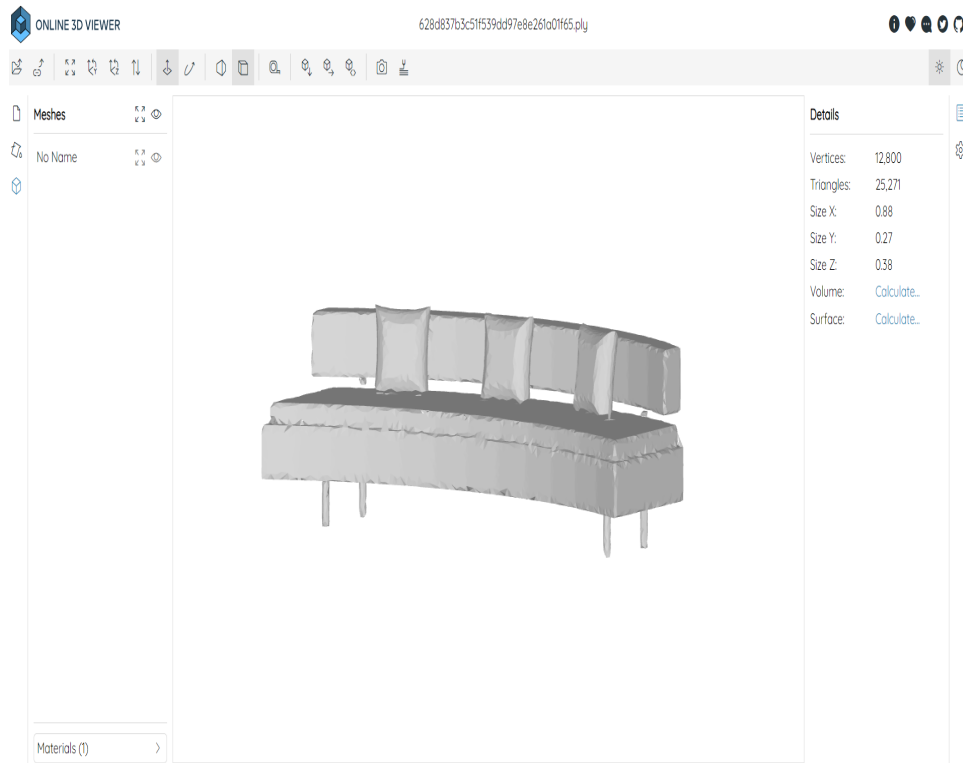 ONLINE 3D VIEWER
628d837b3c51f539dd97e8e261a01f65.ply
Meshes
No Name
Materials (1)
Details
Vertices: 12,800
Triangles: 25,271
Size X: 0.88
Size Y: 0.27
Size Z: 0.38
Volume: Calculate...
Surface: Calculate...